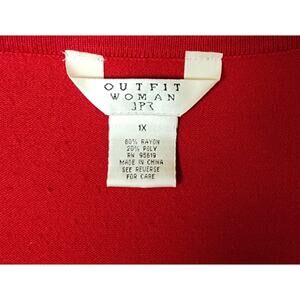 OUTFIT
WOMAN
JPR
1X
80% RAYON
20% POLY
RN 95619
MADE IN CHINA
SEE REVERSE
FOR CARE